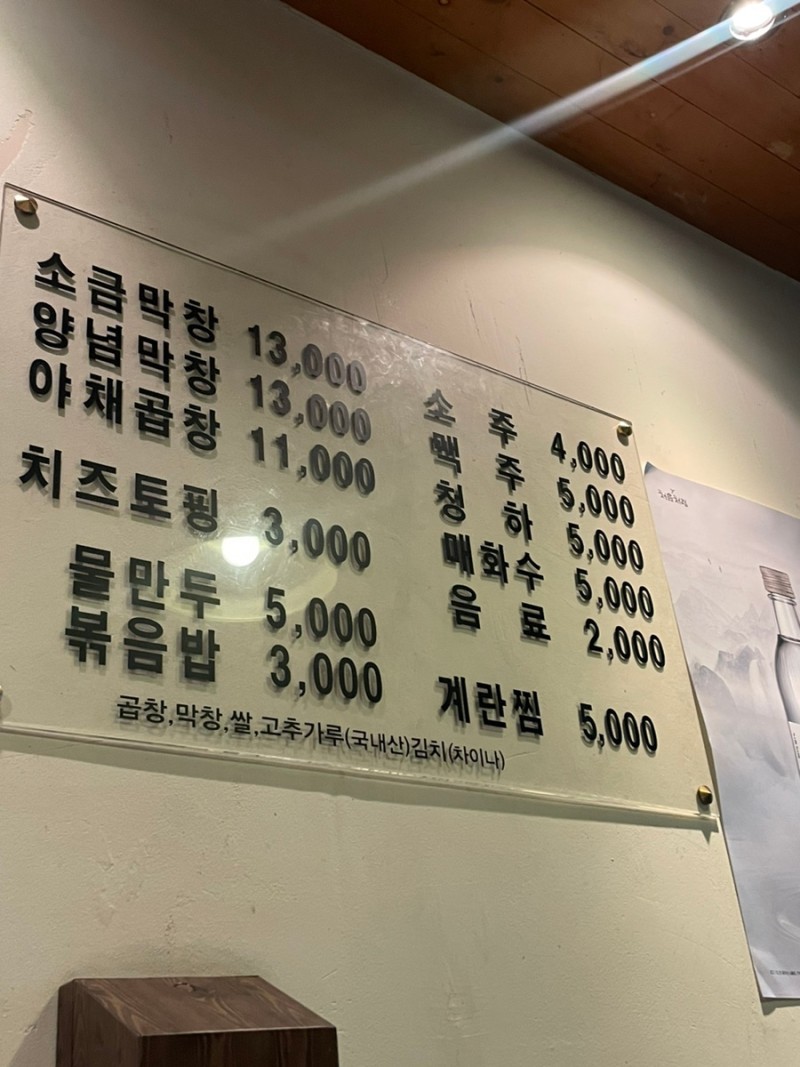 소금막창 13,000
양념막창 13,000
야채곱창 11,000
치즈토핑 3,000
물만두 5,000
볶음밥 3,000
소 주 4,000
맥 주 5,000
청 하 5,000
매화수 5,000
음 료 2,000
계란찜 5,000
곱창,막창,쌀,고추가루(국내산)김치(차이나)
처음처럼